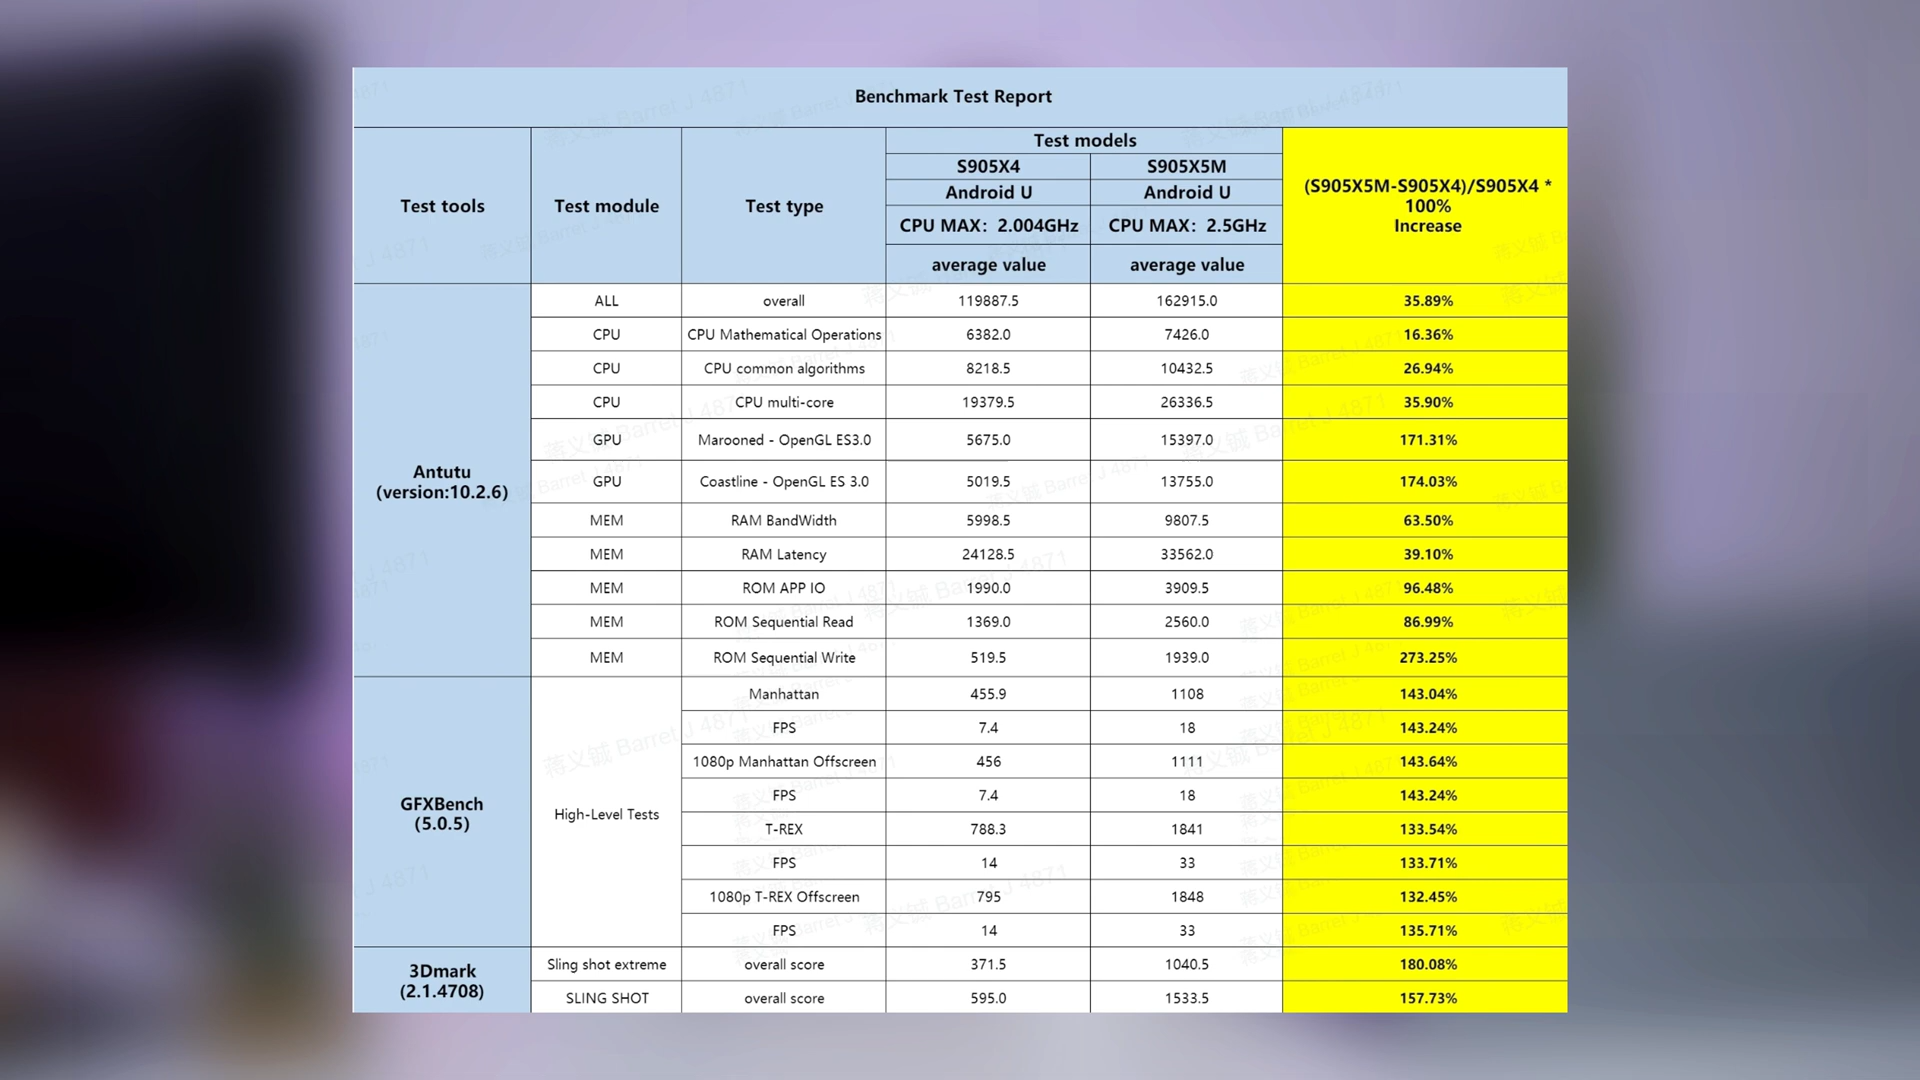 Benchmark Test Report
Test tools
Test module
Test type
Test models
S905X4
S905X5M
Android U
Android U
CPU MAX: 2.004GHz
CPU MAX: 2.5GHz
average value
average value
(S905X5M-S905X4)/S905X4 *
100%
Increase
Antutu
(version:10.2.6)
ALL overall 119887.5 162915.0 35.89%
CPU CPU Mathematical Operations 6382.0 7426.0 16.36%
CPU CPU common algorithms 8218.5 10432.5 26.94%
CPU CPU multi-core 19379.5 26336.5 35.90%
GPU Marooned - OpenGL ES3.0 5675.0 15397.0 171.31%
GPU Coastline - OpenGL ES 3.0 5019.5 13755.0 174.03%
MEM RAM BandWidth 5998.5 9807.5 63.50%
MEM RAM Latency 24128.5 33562.0 39.10%
MEM ROM APP IO 1990.0 3909.5 96.48%
MEM ROM Sequential Read 1369.0 2560.0 86.99%
MEM ROM Sequential Write 519.5 1939.0 273.25%
GFXBench
(5.0.5)
High-Level Tests
Manhattan 455.9 1108 143.04%
FPS 7.4 18 143.24%
1080p Manhattan Offscreen 456 1111 143.64%
FPS 7.4 18 143.24%
T-REX 788.3 1841 133.54%
FPS 14 33 133.71%
1080p T-REX Offscreen 795 1848 132.45%
FPS 14 33 135.71%
3Dmark
(2.1.4708)
Sling shot extreme overall score 371.5 1040.5 180.08%
SLING SHOT overall score 595.0 1533.5 157.73%
蒋义铖 Barret J 4871